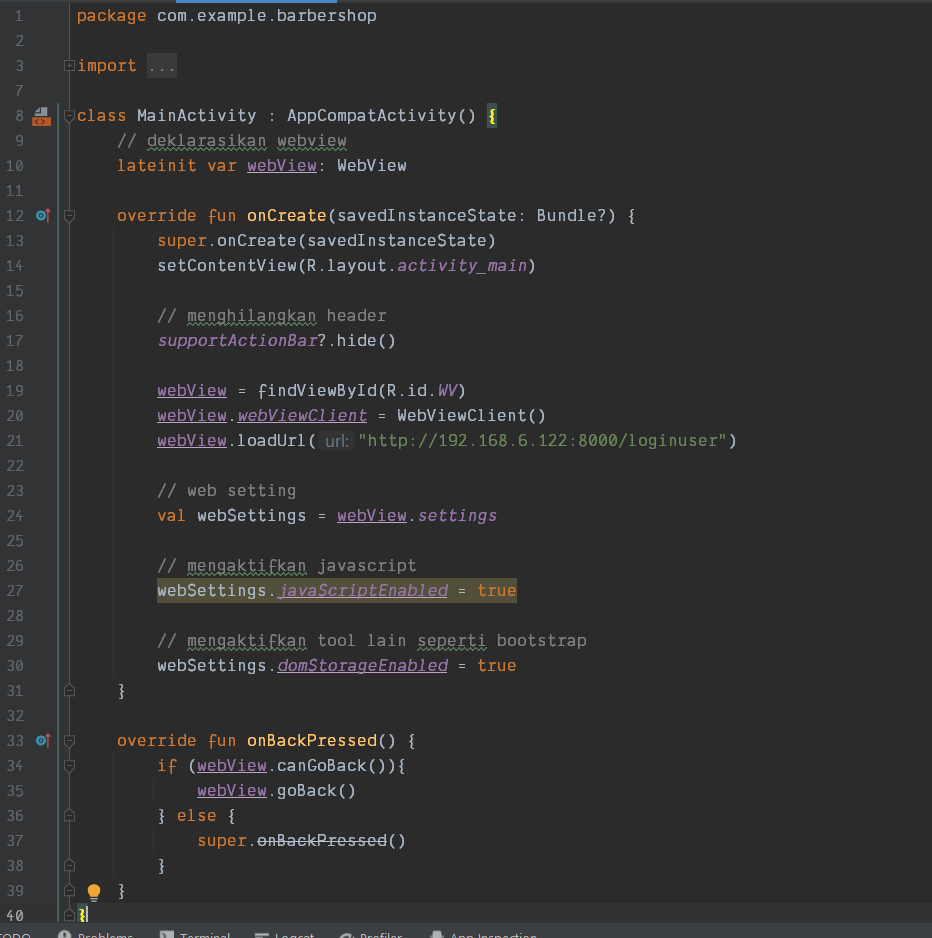 1 package com.example.barbershop
2
3 import ...
7
8 class MainActivity : AppCompatActivity() {
9 // deklarasikan webview
10 lateinit var webView: WebView
11
12 override fun onCreate(savedInstanceState: Bundle?) {
13 super.onCreate(savedInstanceState)
14 setContentView(R.layout.activity_main)
15
16 // menghilangkan header
17 supportActionBar?.hide()
18
19 webView = findViewById(R.id.WV)
20 webView.webViewClient = WebViewClient()
21 webView.loadUrl( url: "http://192.168.6.122:8000/loginuser")
22
23 // web setting
24 val webSettings = webView.settings
25
26 // mengaktifkan javascript
27 webSettings.javaScriptEnabled = true
28
29 // mengaktifkan tool lain seperti bootstrap
30 webSettings.domStorageEnabled = true
31 }
32
33 override fun onBackPressed() {
34 if (webView.canGoBack()){
35 webView.goBack()
36 } else {
37 super.onBackPressed()
38 }
39 }
40 }
TODO Problems Terminal Logcat Profiler App Inspection